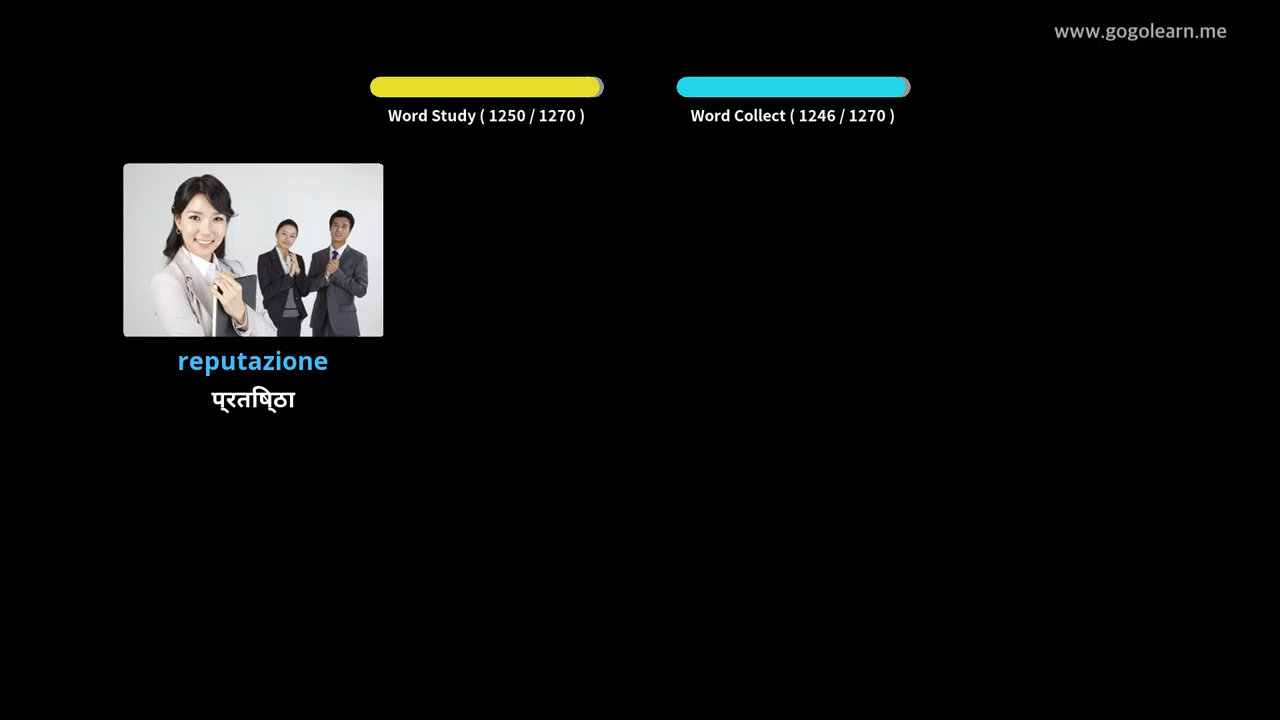 www.gogolearn.me
Word Study ( 1250 / 1270 )
Word Collect ( 1246 / 1270 )
reputazione
प्रतिष्ठा